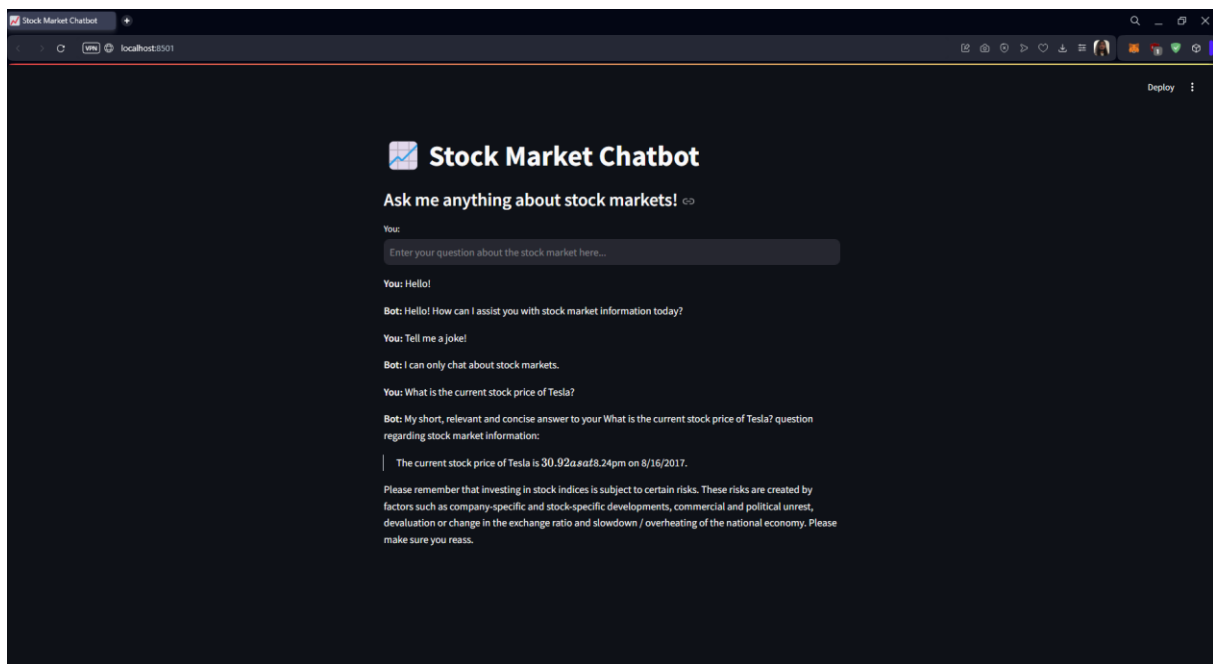 Stock Market Chatbot
VPN localhost:8501
Deploy
Stock Market Chatbot
Ask me anything about stock markets!
You:
Enter your question about the stock market here...
You: Hello!
Bot: Hello! How can I assist you with stock market information today?
You: Tell me a joke!
Bot: I can only chat about stock markets.
You: What is the current stock price of Tesla?
Bot: My short, relevant and concise answer to your What is the current stock price of Tesla? question
regarding stock market information:
The current stock price of Tesla is 30.92asat8.24pm on 8/16/2017.
Please remember that investing in stock indices is subject to certain risks. These risks are created by
factors such as company-specific and stock-specific developments, commercial and political unrest,
devaluation or change in the exchange ratio and slowdown / overheating of the national economy. Please
make sure you reass.